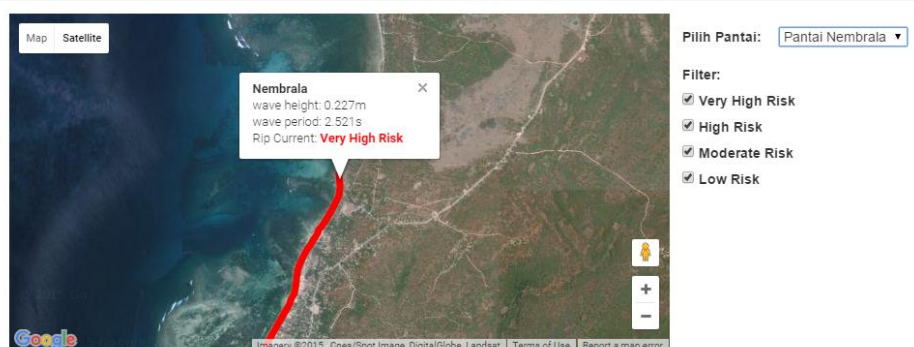 Map Satellite
Nembrala
wave height: 0.227m
wave period: 2.521s
Rip Current: Very High Risk
Google
Imagery ©2015, Cnes/Spot Image, DigitalGlobe, Landsat Terms of Use Report a map error
Pilih Pantai: Pantai Nembrala
Filter:
Very High Risk
High Risk
Moderate Risk
Low Risk